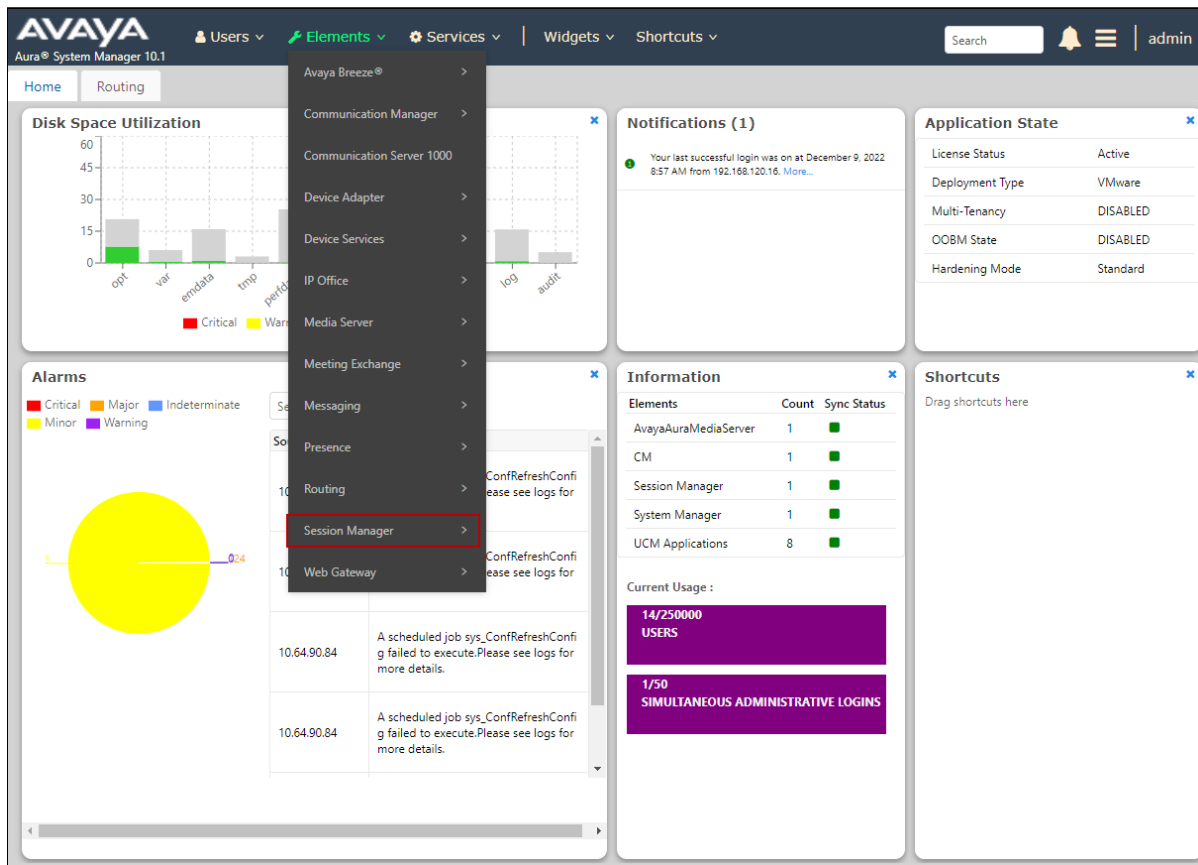 AVAYA
Aura® System Manager 10.1
Users
Elements
Services
Widgets
Shortcuts
Search
admin
Home
Routing
Avaya Breeze®
Communication Manager
Communication Server 1000
Device Adapter
Device Services
IP Office
Media Server
Meeting Exchange
Messaging
Presence
Routing
Session Manager
Web Gateway
Disk Space Utilization
60
45
30
15
0
opt
var
emdata
tmp
log
audit
Critical
Notifications (1)
Your last successful login was on at December 9, 2022
8:57 AM from 192.168.120.16. More...
Application State
License Status Active
Deployment Type VMware
Multi-Tenancy DISABLED
OOBM State DISABLED
Hardening Mode Standard
Alarms
Critical Major Indeterminate
Minor Warning
ConfRefreshConfi
ease see logs for
ConfRefreshConfi
ease see logs for
10.64.90.84
A scheduled job sys_ConfRefreshConfi
g failed to execute.Please see logs for
more details.
10.64.90.84
A scheduled job sys_ConfRefreshConfi
g failed to execute.Please see logs for
more details.
Information
Elements Count Sync Status
AvayaAuraMediaServer 1
CM 1
Session Manager 1
System Manager 1
UCM Applications 8
Current Usage :
14/250000
USERS
1/50
SIMULTANEOUS ADMINISTRATIVE LOGINS
Shortcuts
Drag shortcuts here